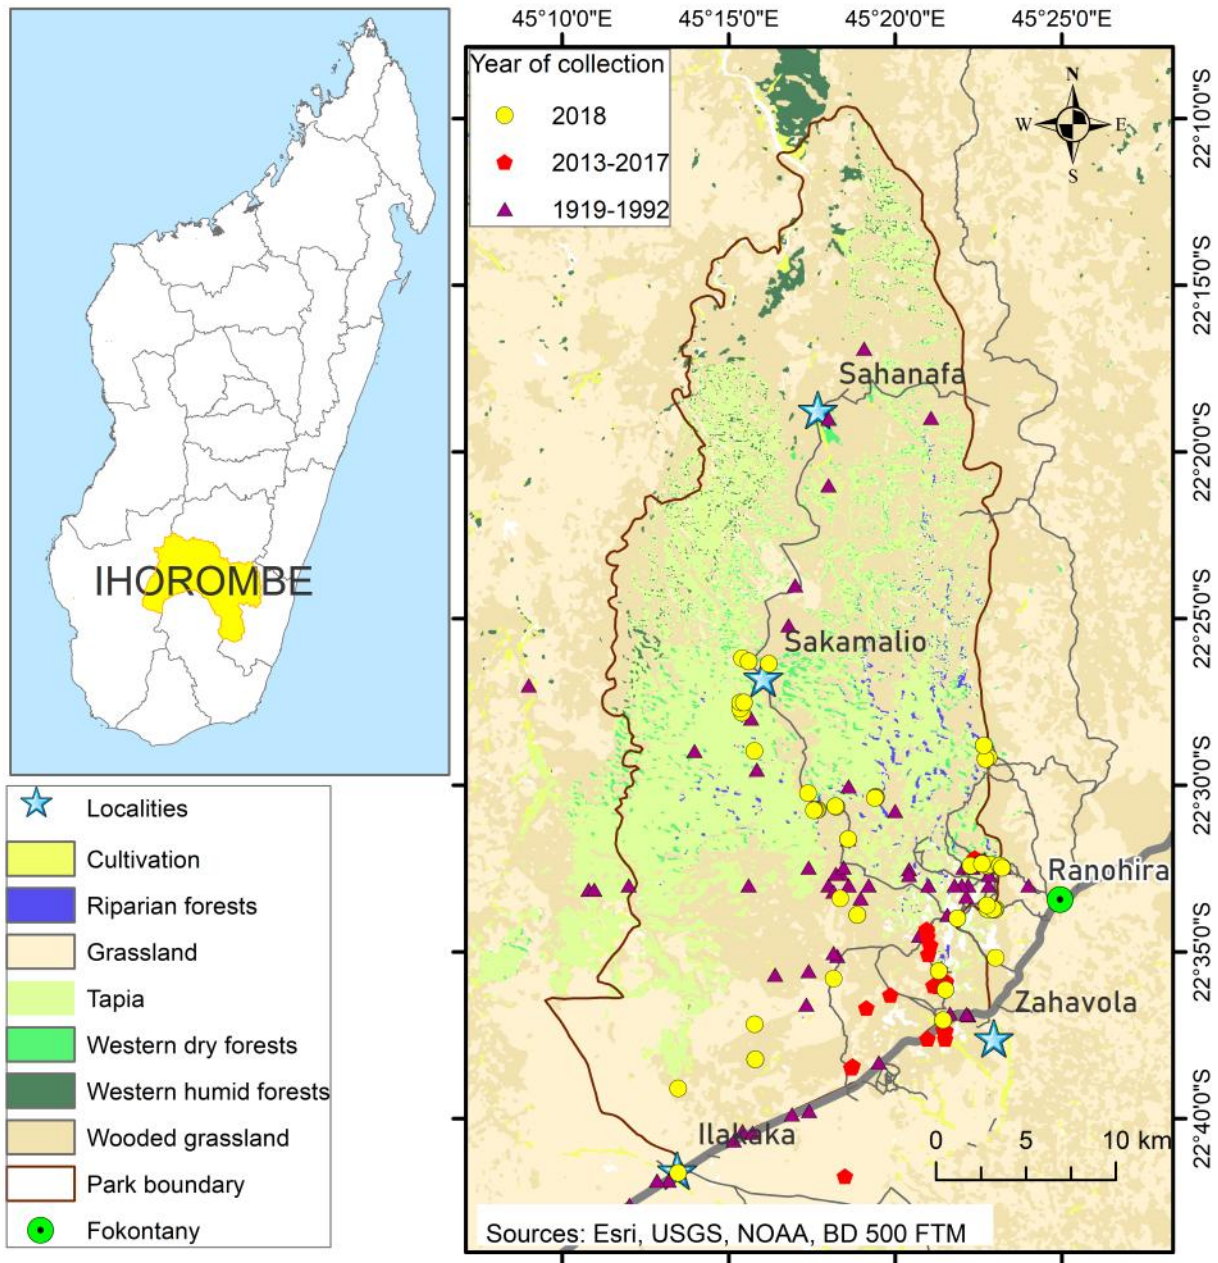 45°10'0"E 45°15'0"E 45°20'0"E 45°25'0"E
Year of collection
2018
2013-2017
1919-1992
N
W E
S
22°10'0"S
22°15'0"S
Sahanafa
22°20'0"S
IHOROMBE
22°25'0"S
Sakamalio
22°30'0"S
Ranohira
22°35'0"S
Zahavola
22°40'0"S
Ilakaka
0 5 10 km
Sources: Esri, USGS, NOAA, BD 500 FTM
Localities
Cultivation
Riparian forests
Grassland
Tapia
Western dry forests
Western humid forests
Wooded grassland
Park boundary
Fokontany